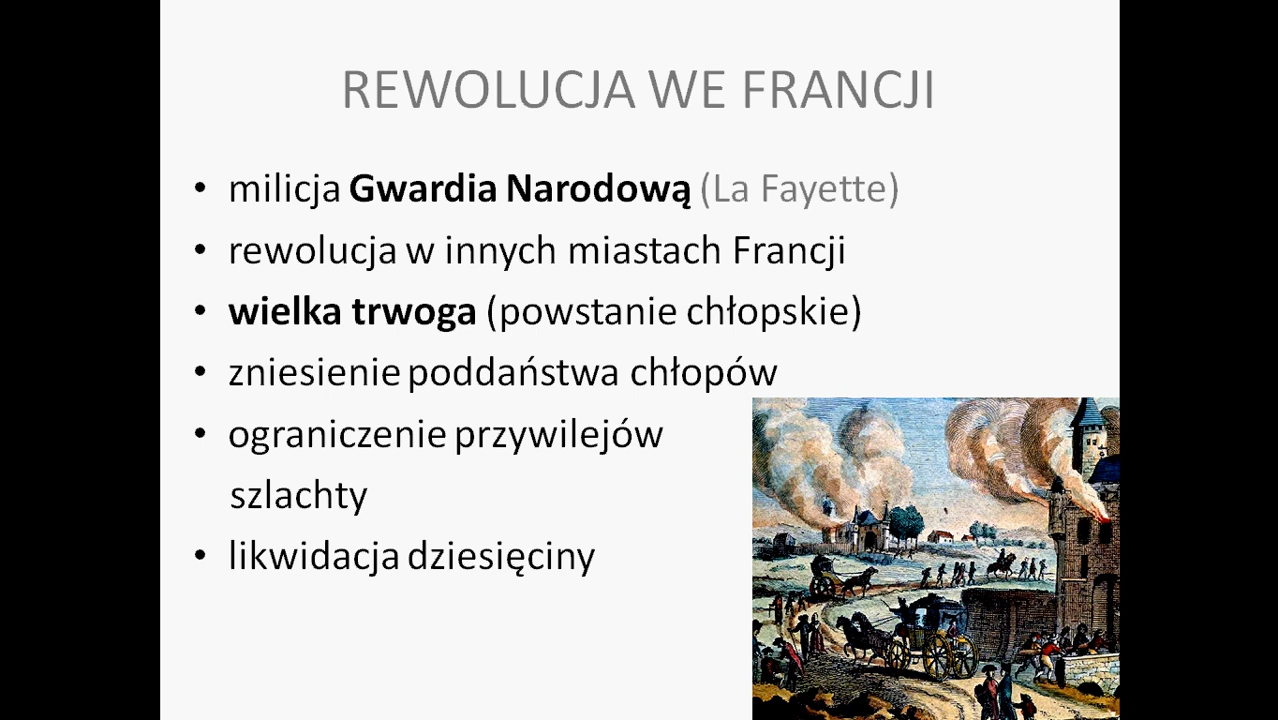 REWOLUCJA WE FRANCJI
• milicja Gwardia Narodową (La Fayette)
• rewolucja w innych miastach Francji
• wielka trwoga (powstanie chłopskie)
• zniesienie poddaństwa chłopów
• ograniczenie przywilejów
szlachty
• likwidacja dziesięciny